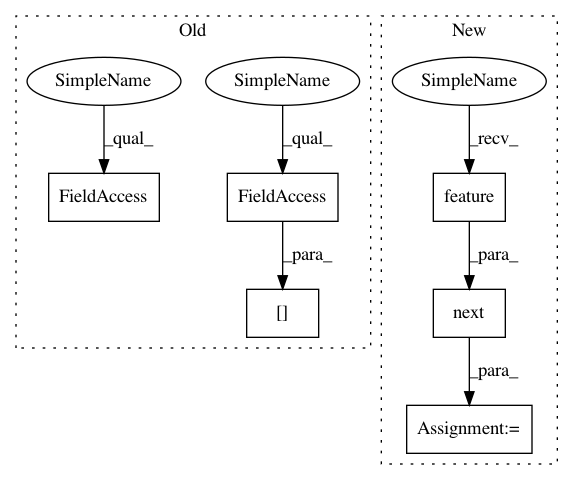 Old
New
SimpleName
SimpleName
SimpleName
_qual_
_qual_
_recv_
FieldAccess
FieldAccess
feature
_para_
_para_
[]
next
_para_
Assignment:=